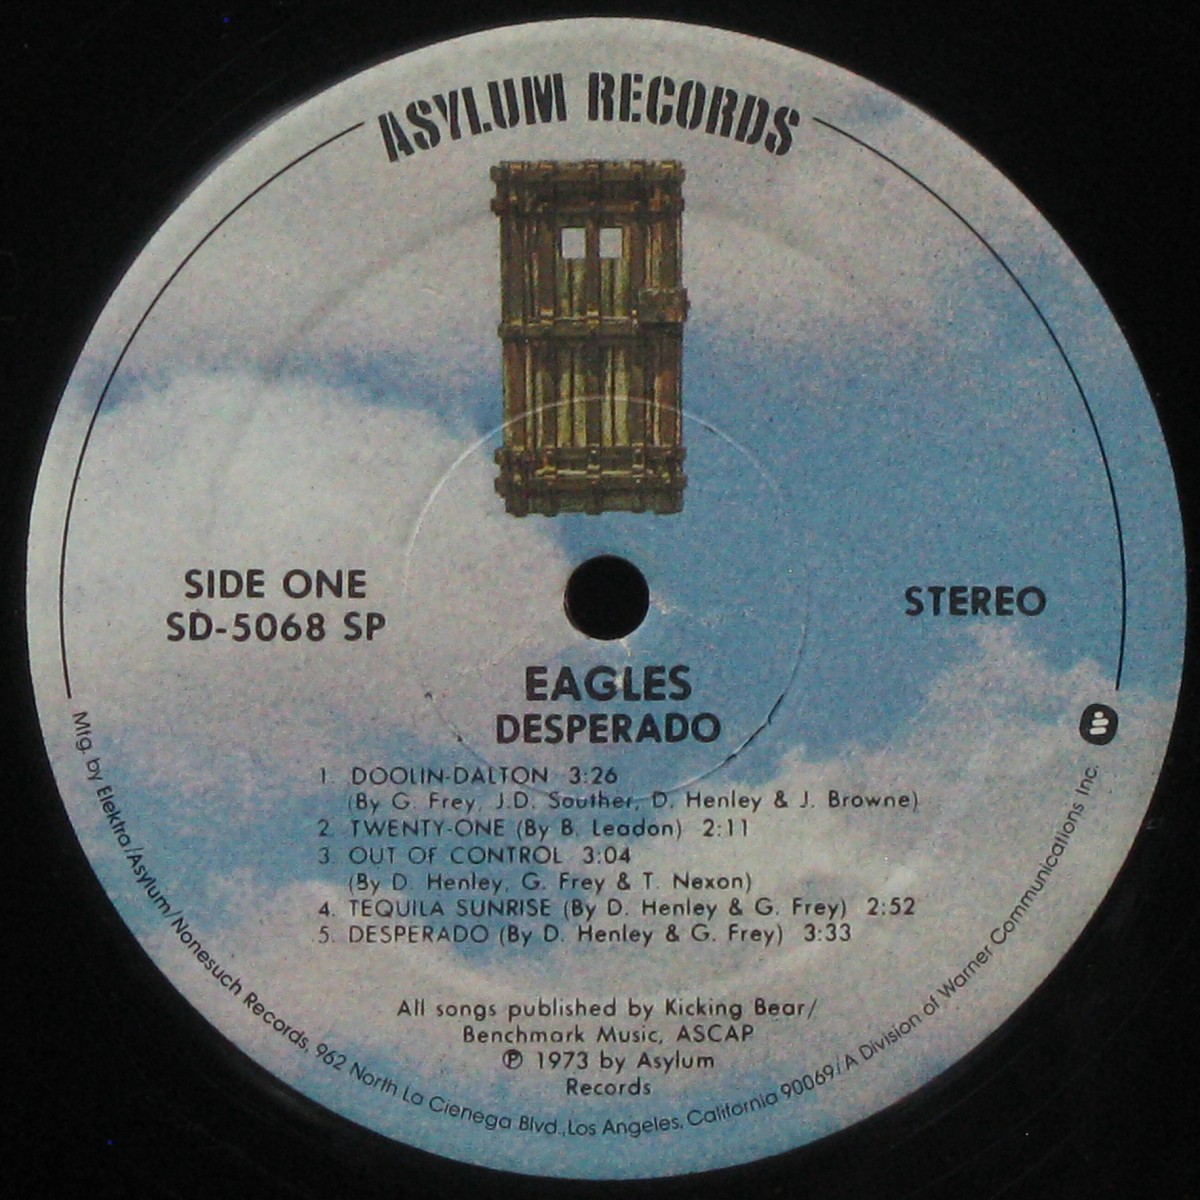 ASYLUM RECORDS
SIDE ONE
SD-5068 SP
STEREO
EAGLES
DESPERADO
1. DOOLIN-DALTON 3:26
(By G. Frey, J.D. Souther, D. Henley & J. Browne)
2. TWENTY-ONE (By B. Leadon) 2:11
3. OUT OF CONTROL 3:04
(By D. Henley, G. Frey & T. Nexon)
4. TEQUILA SUNRISE (By D. Henley & G. Frey) 2:52
5. DESPERADO (By D. Henley & G. Frey) 3:33
All songs published by Kicking Bear/
Benchmark Music, ASCAP
℗ 1973 by Asylum
Records
Mfg. by Elektra/Asylum/Nonesuch Records, 962 North La Cienega Blvd., Los Angeles, California 90069/A Division of Warner Communications Inc.